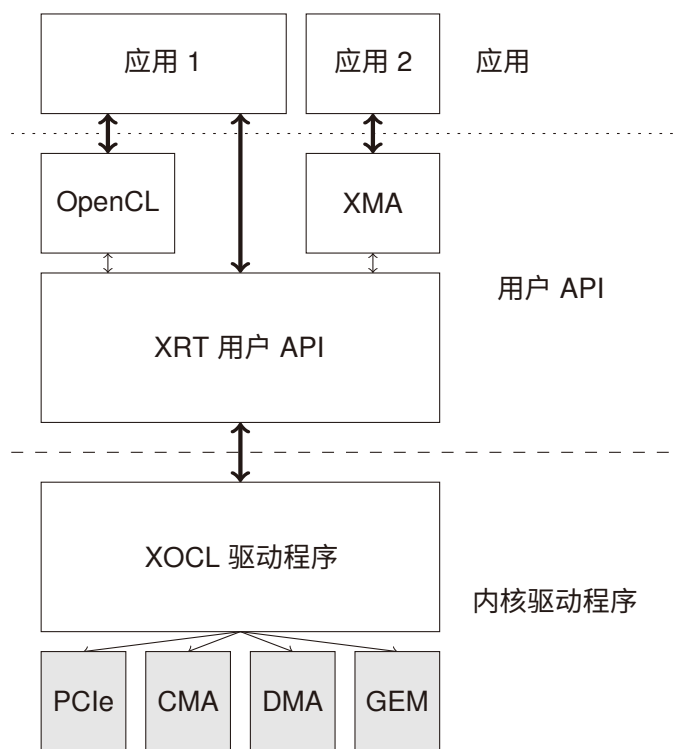 应用 1
应用 2
应用
OpenCL
XMA
用户 API
XRT 用户 API
XOCL 驱动程序
内核驱动程序
PCIe
CMA
DMA
GEM